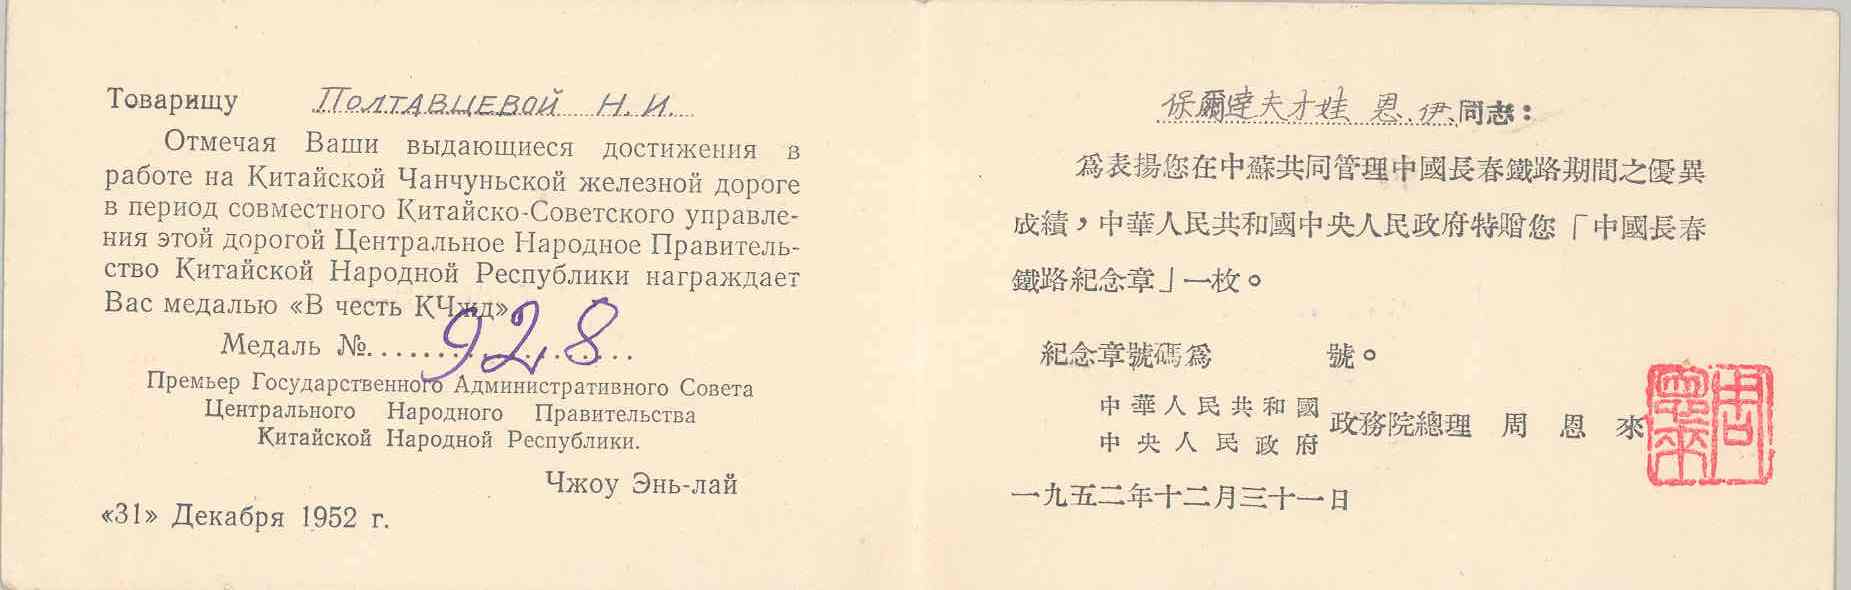 Товарищу ПОЛТАВЦЕВОЙ Н. И.
Отмечая Ваши выдающиеся достижения в
работе на Китайской Чанчуньской железной дороге
в период совместного Китайско-Советского управле-
ния этой дорогой Центральное Народное Правитель-
ство Китайской Народной Республики награждает
Вас медалью «В честь КЧжд».
Медаль №..... 928
Премьер Государственного Административного Совета
Центрального Народного Правительства
Китайской Народной Республики.
Чжоу Энь-лай
«31» Декабря 1952 г.
保爾達夫才娃 恩.伊.同志：
爲表揚您在中蘇共同管理中國長春鐵路期間之優異
成績，中華人民共和國中央人民政府特贈您「中國長春
鐵路紀念章」一枚。
紀念章號碼爲 號。
中華人民共和國
中央人民政府 政務院總理 周恩來
周恩來
一九五二年十二月三十一日